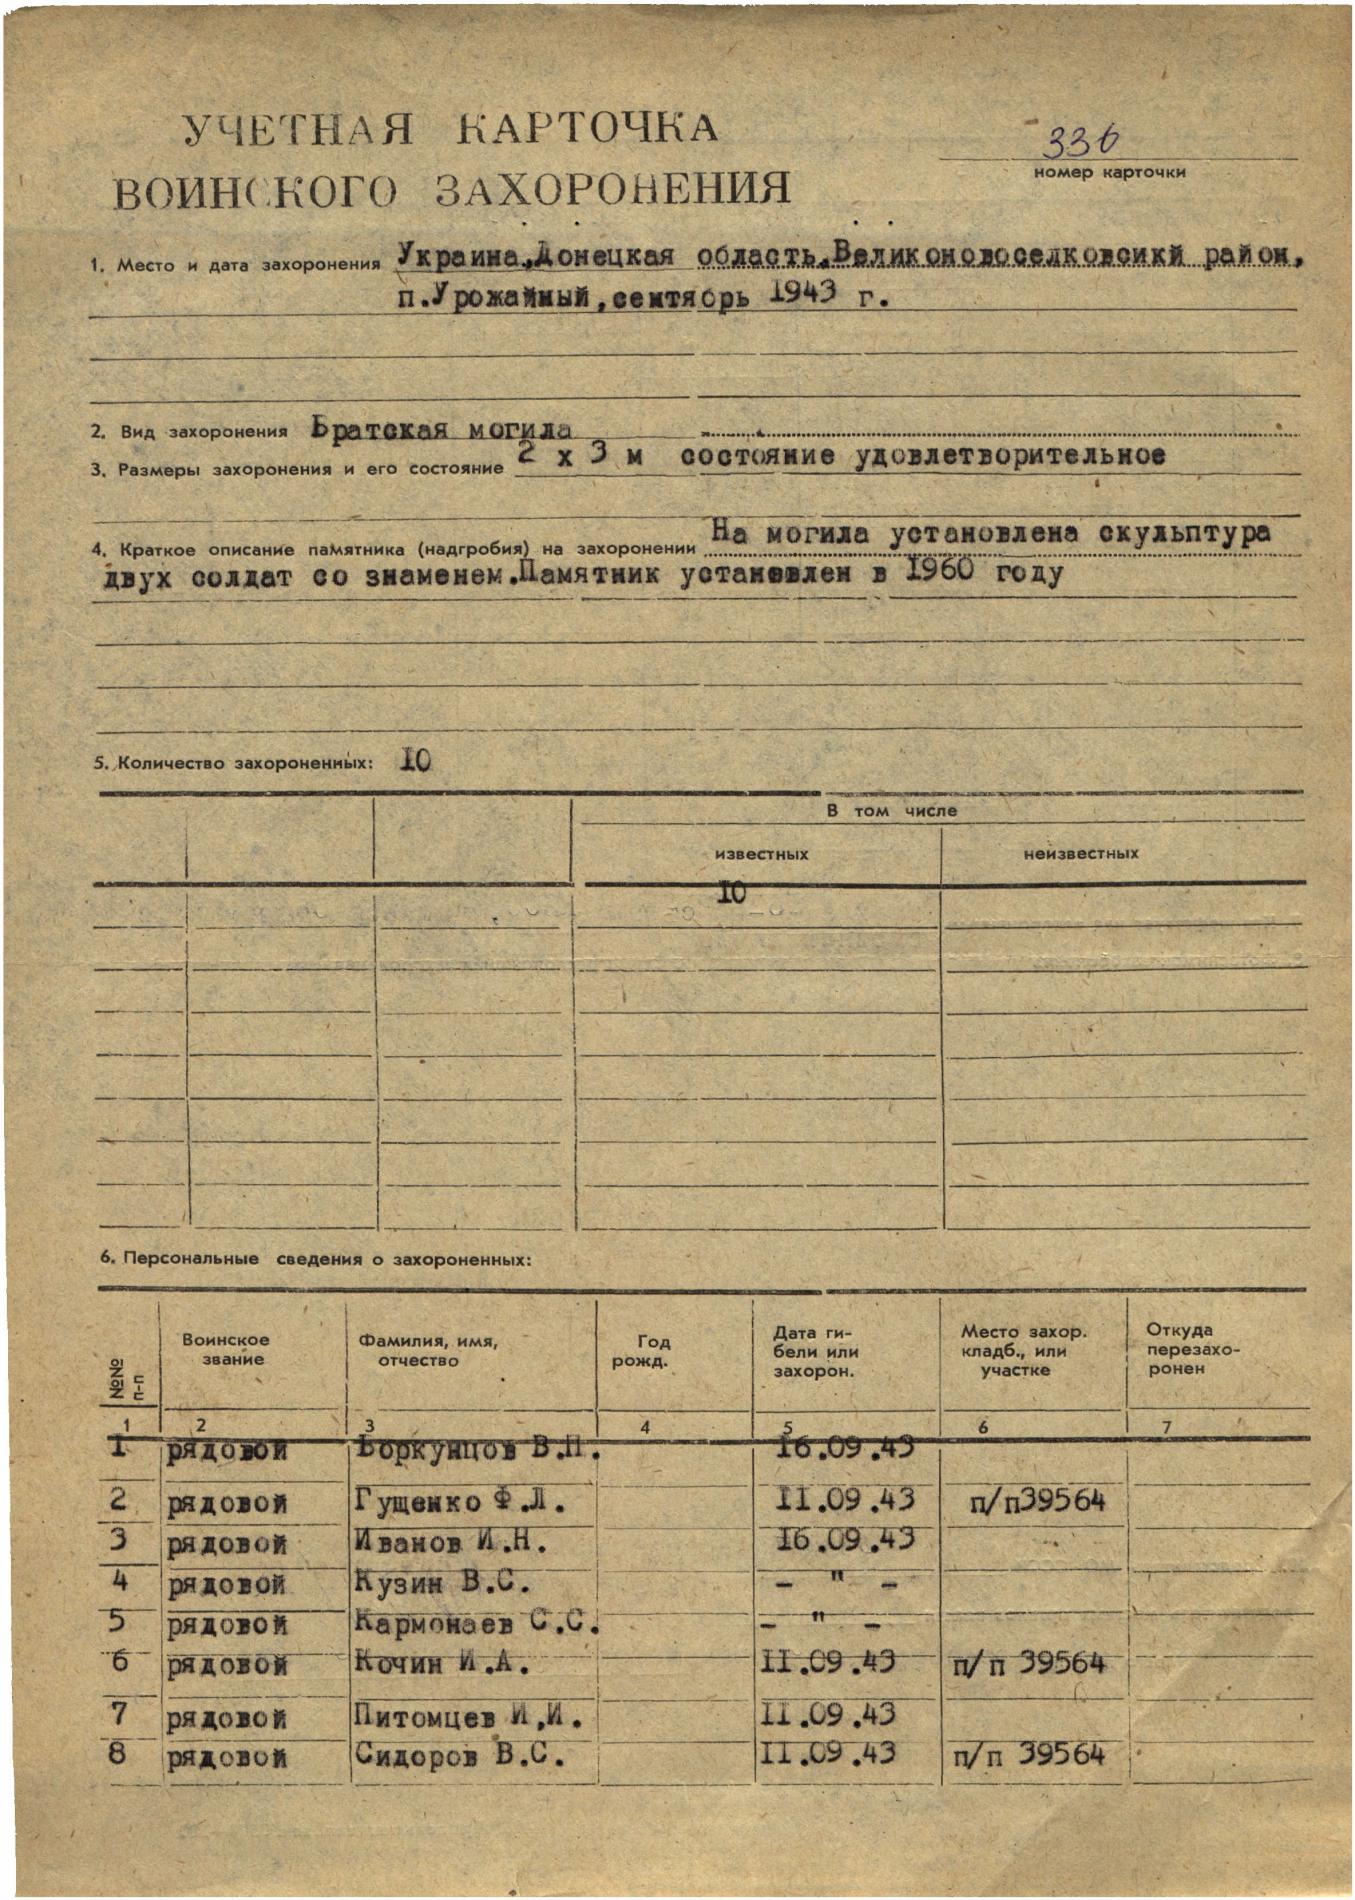 УЧЕТНАЯ КАРТОЧКА
ВОИНСКОГО ЗАХОРОНЕНИЯ
336
номер карточки
1. Место и дата захоронения Украина,Донецкая область,Великоновоселковсикй район,
п.Урожайный,сентябрь 1943 г.
2. Вид захоронения Братская могила
3. Размеры захоронения и его состояние 2 х 3 м состояние удовлетворительное
4. Краткое описание памятника (надгробия) на захоронении На могила установлена скульптура
двух солдат со знаменем.Памятник установлен в 1960 году
5. Количество захороненных: 10
В том числе
известных неизвестных
10
6. Персональные сведения о захороненных:
№№ п-п
Воинское звание
Фамилия, имя, отчество
Год рожд.
Дата ги-
бели или
захорон.
Место захор.
кладб., или
участке
Откуда
перезахо-
ронен
1 2 3 4 5 6 7
1 рядовой Боркунцов В.Н. 16.09.43
2 рядовой Гущенко Ф.Л. 11.09.43 п/п39564
3 рядовой Иванов И.Н. 16.09.43
4 рядовой Кузин В.С. - " -
5 рядовой Кармонаев С.С. - " -
6 рядовой Кочин И.А. 11.09.43 п/п 39564
7 рядовой Питомцев И.И. 11.09.43
8 рядовой Сидоров В.С. 11.09.43 п/п 39564